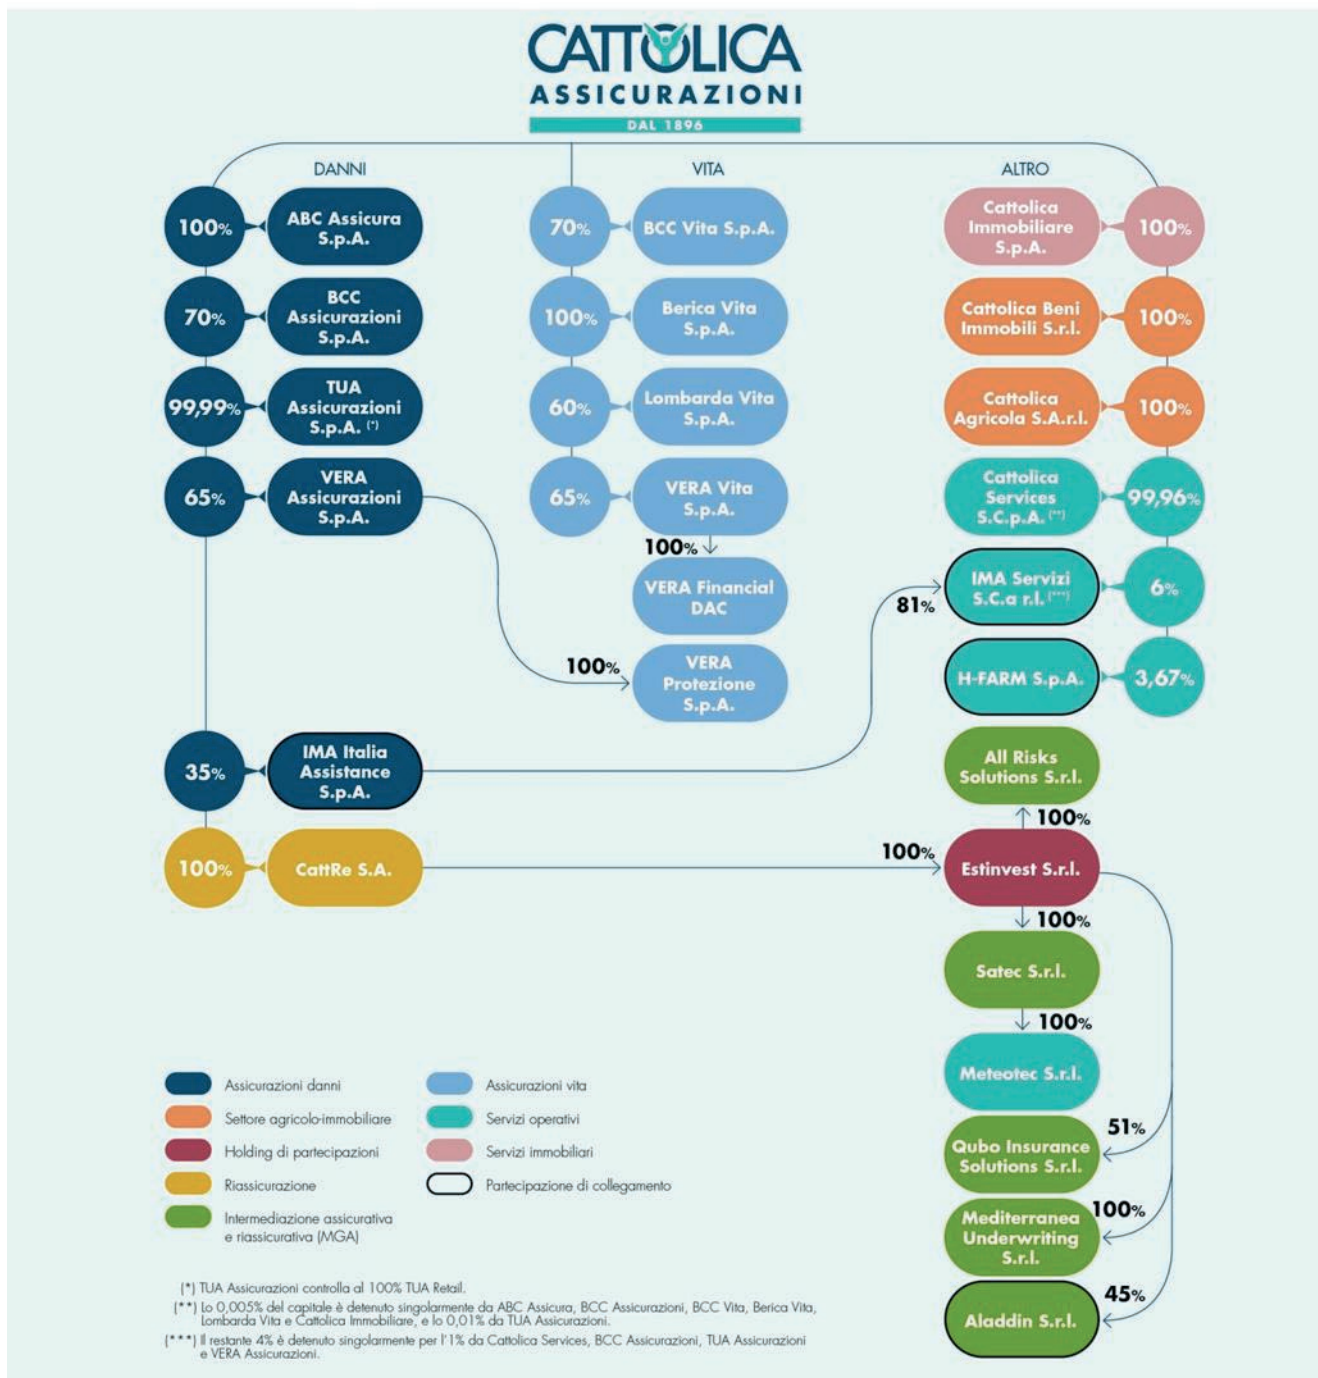 CATTOLICA
ASSICURAZIONI
DAL 1896
DANNI
100%
ABC Assicura
S.p.A.
70%
BCC
Assicurazioni
S.p.A.
99,99%
TUA
Assicurazioni
S.p.A. (*)
65%
VERA
Assicurazioni
S.p.A.
35%
IMA Italia
Assistance
S.p.A.
100%
CattRe S.A.
VITA
70%
BCC Vita S.p.A.
100%
Berica Vita
S.p.A.
60%
Lombarda Vita
S.p.A.
65%
VERA Vita
S.p.A.
100%
VERA Financial
DAC
100%
VERA
Protezione
S.p.A.
ALTRO
Cattolica
Immobiliare
S.p.A.
100%
Cattolica Beni
Immobili S.r.l.
100%
Cattolica
Agricola S.A.r.l.
100%
Cattolica
Services
S.C.p.A. (**)
99,96%
81%
IMA Servizi
S.C.a r.l. (***)
6%
H-FARM S.p.A.
3,67%
All Risks
Solutions S.r.l.
100%
100%
Estinvest S.r.l.
100%
Satec S.r.l.
100%
Meteotec S.r.l.
51%
Qubo Insurance
Solutions S.r.l.
100%
Mediterranea
Underwriting
S.r.l.
45%
Aladdin S.r.l.
Assicurazioni danni
Settore agricolo-immobiliare
Holding di partecipazioni
Riassicurazione
Intermediazione assicurativa
e riassicurativa (MGA)
Assicurazioni vita
Servizi operativi
Servizi immobiliari
Partecipazione di collegamento
(*) TUA Assicurazioni controlla al 100% TUA Retail.
(**) Lo 0,005% del capitale è detenuto singolarmente da ABC Assicura, BCC Assicurazioni, BCC Vita, Berica Vita,
Lombarda Vita e Cattolica Immobiliare, e lo 0,01% da TUA Assicurazioni.
(***) Il restante 4% è detenuto singolarmente per l'1% da Cattolica Services, BCC Assicurazioni, TUA Assicurazioni
e VERA Assicurazioni.